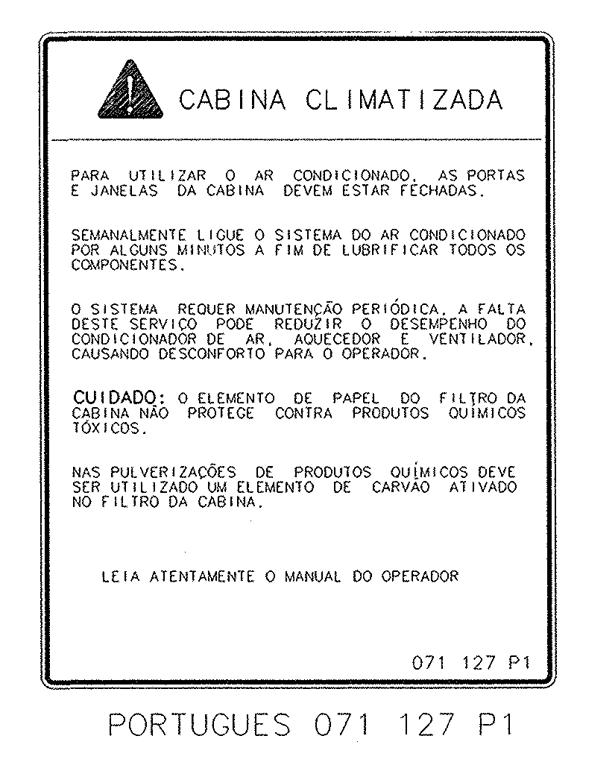 CABINA CLIMATIZADA
PARA UTILIZAR O AR CONDICIONADO, AS PORTAS
E JANELAS DA CABINA DEVEM ESTAR FECHADAS.
SEMANALMENTE LIGUE O SISTEMA DO AR CONDICIONADO
POR ALGUNS MINUTOS A FIM DE LUBRIFICAR TODOS OS
COMPONENTES.
O SISTEMA REQUER MANUTENÇÃO PERIÓDICA, A FALTA
DESTE SERVIÇO PODE REDUZIR O DESEMPENHO DO
CONDICIONADOR DE AR, AQUECEDOR E VENTILADOR,
CAUSANDO DESCONFORTO PARA O OPERADOR.
CUIDADO: O ELEMENTO DE PAPEL DO FILTRO DA
CABINA NÃO PROTEGE CONTRA PRODUTOS QUÍMICOS
TÓXICOS.
NAS PULVERIZAÇÕES DE PRODUTOS QUÍMICOS DEVE
SER UTILIZADO UM ELEMENTO DE CARVÃO ATIVADO
NO FILTRO DA CABINA.
LEIA ATENTAMENTE O MANUAL DO OPERADOR
071 127 P1
PORTUGUES 071 127 P1